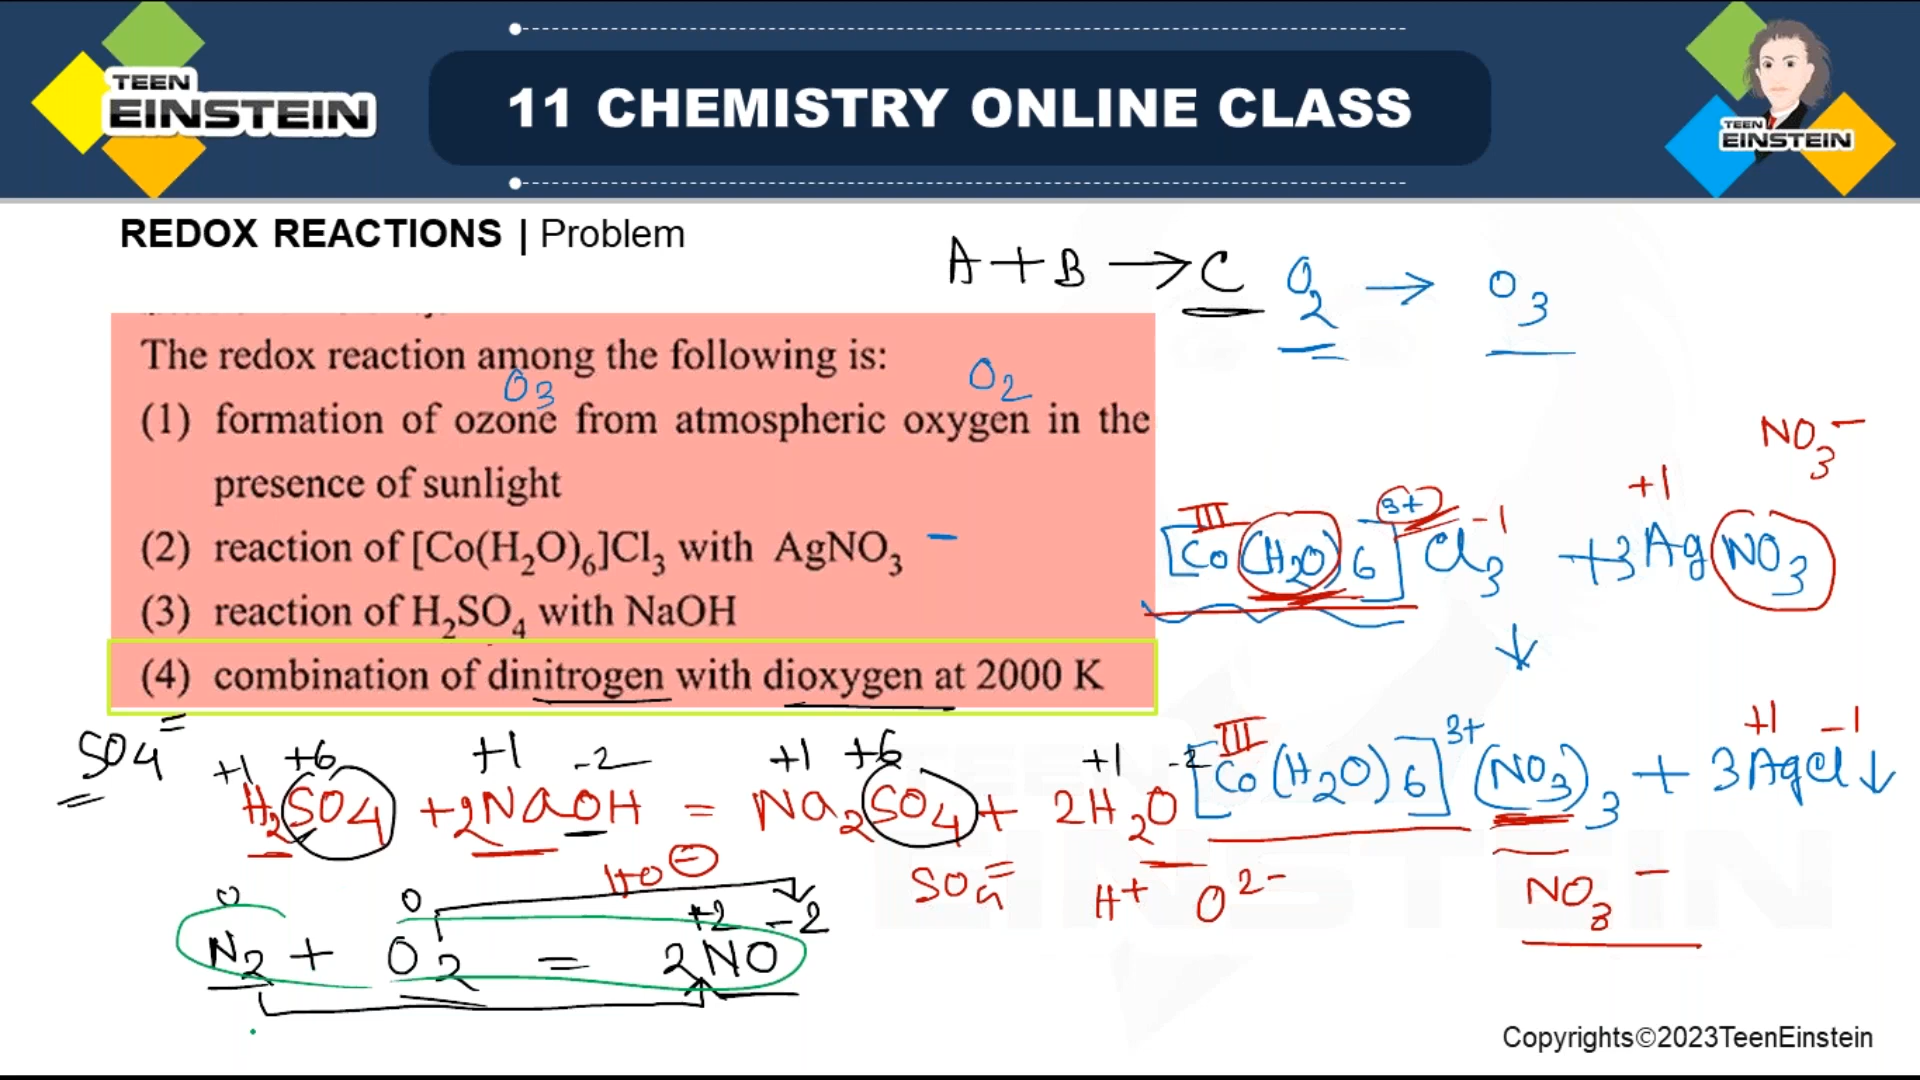 TEEN
EINSTEIN
11 CHEMISTRY ONLINE CLASS
TEEN
EINSTEIN
REDOX REACTIONS | Problem
A + B → C
O2 → O3
The redox reaction among the following is:
O3 O2
(1) formation of ozone from atmospheric oxygen in the
presence of sunlight
(2) reaction of [Co(H₂O)₆]Cl₃ with AgNO₃ –
(3) reaction of H₂SO₄ with NaOH
(4) combination of dinitrogen with dioxygen at 2000 K
NO3⁻
III 3+ -1 +1
[Co(H2O)6] Cl3 + 3AgNO3
↓
III 3+ +1 -1
[Co(H2O)6] (NO3)3 + 3AgCl↓
NO3⁻
SO4⁼
+1 +6 +1 -2 +1 +6 +1 -2
H2SO4 + 2NaOH = Na2SO4 + 2H2O
HO⊖ SO4⁼ H+ O2-
0 0 +2 -2
N2 + O2 = 2NO
Copyrights©2023TeenEinstein